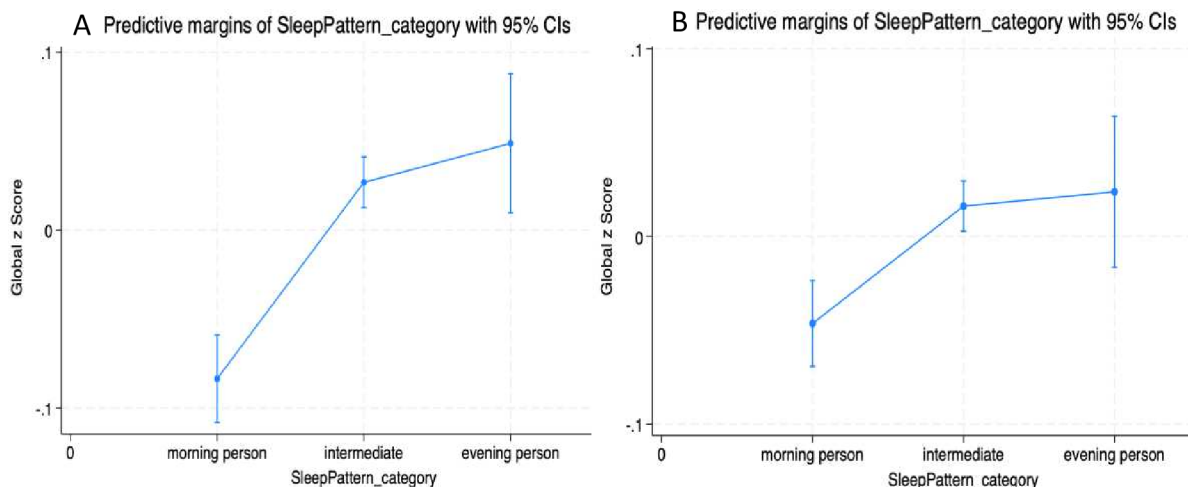 A Predictive margins of SleepPattern_category with 95% CIs
.1
0
-.1
Global z Score
0 morning person intermediate evening person
SleepPattern_category
B Predictive margins of SleepPattern_category with 95% CIs
.1
0
-.1
Global z Score
0 morning person intermediate evening person
SleepPattern_category